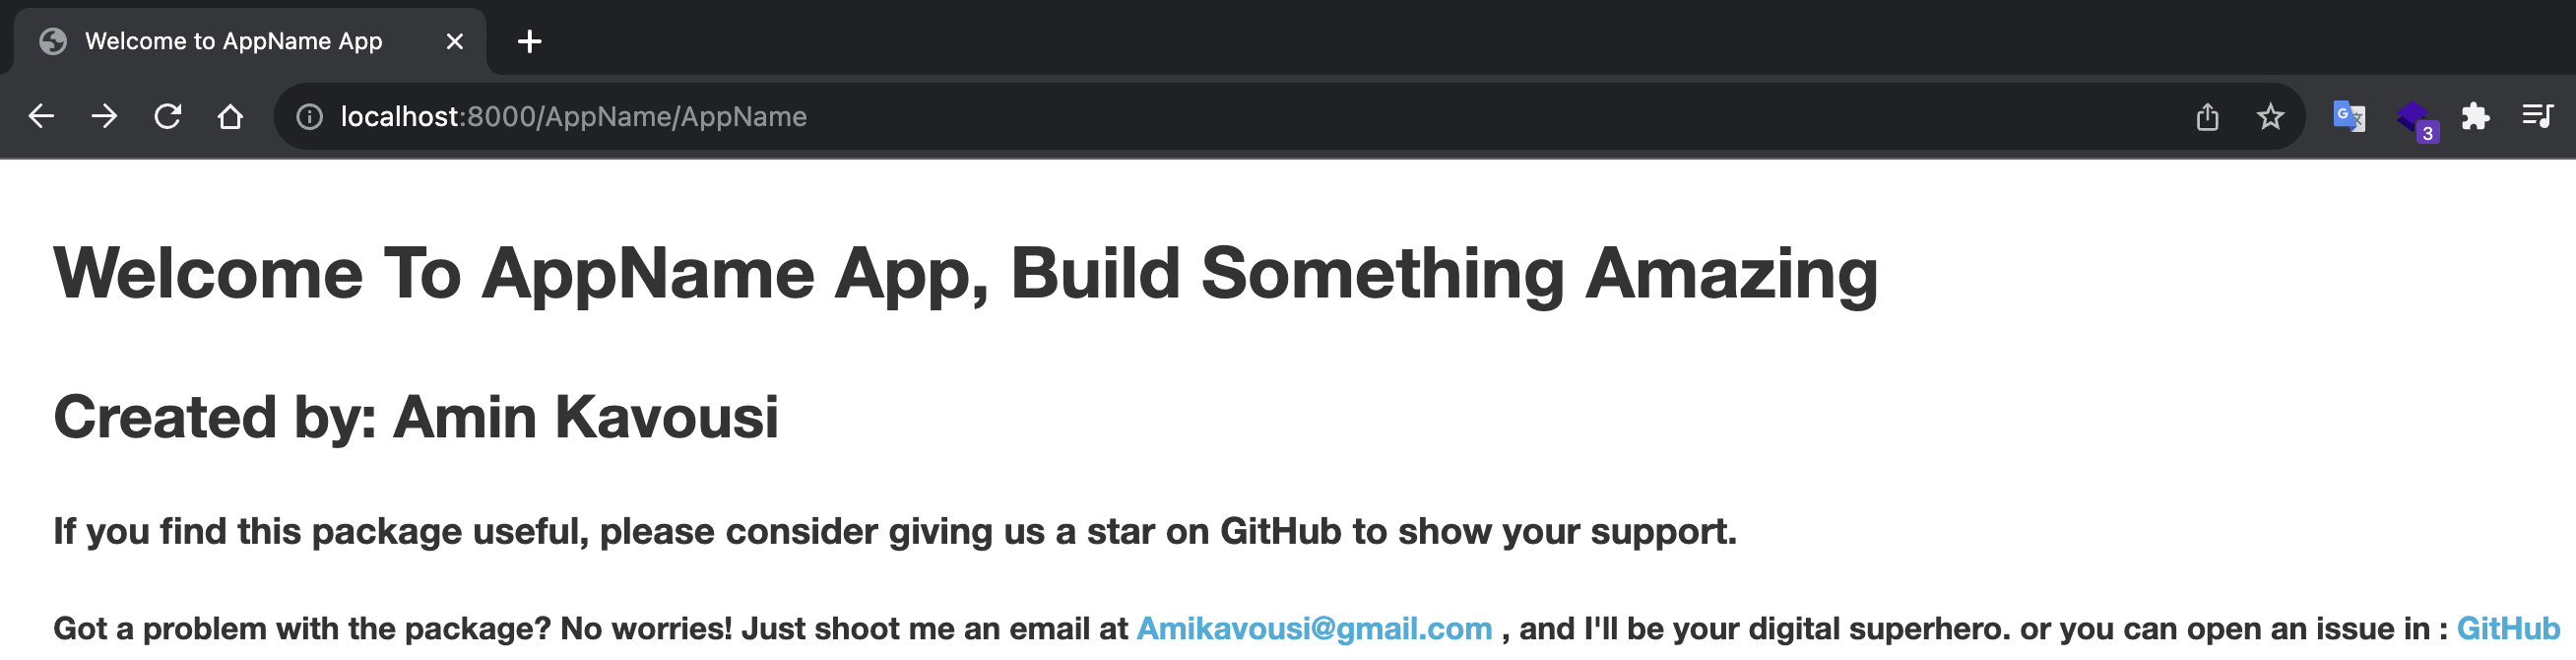 Welcome to AppName App
localhost:8000/AppName/AppName
3
Welcome To AppName App, Build Something Amazing
Created by: Amin Kavousi
If you find this package useful, please consider giving us a star on GitHub to show your support.
Got a problem with the package? No worries! Just shoot me an email at Amikavousi@gmail.com , and I'll be your digital superhero. or you can open an issue in : GitHub